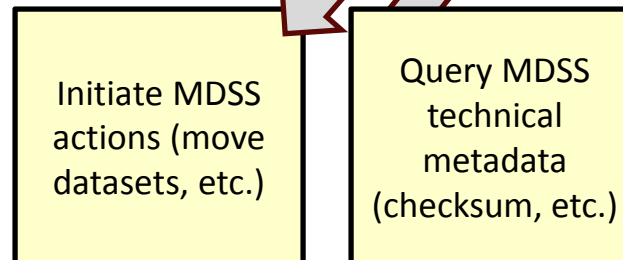 Initiate MDSS
actions (move
datasets, etc.)
Query MDSS
technical
metadata
(checksum, etc.)